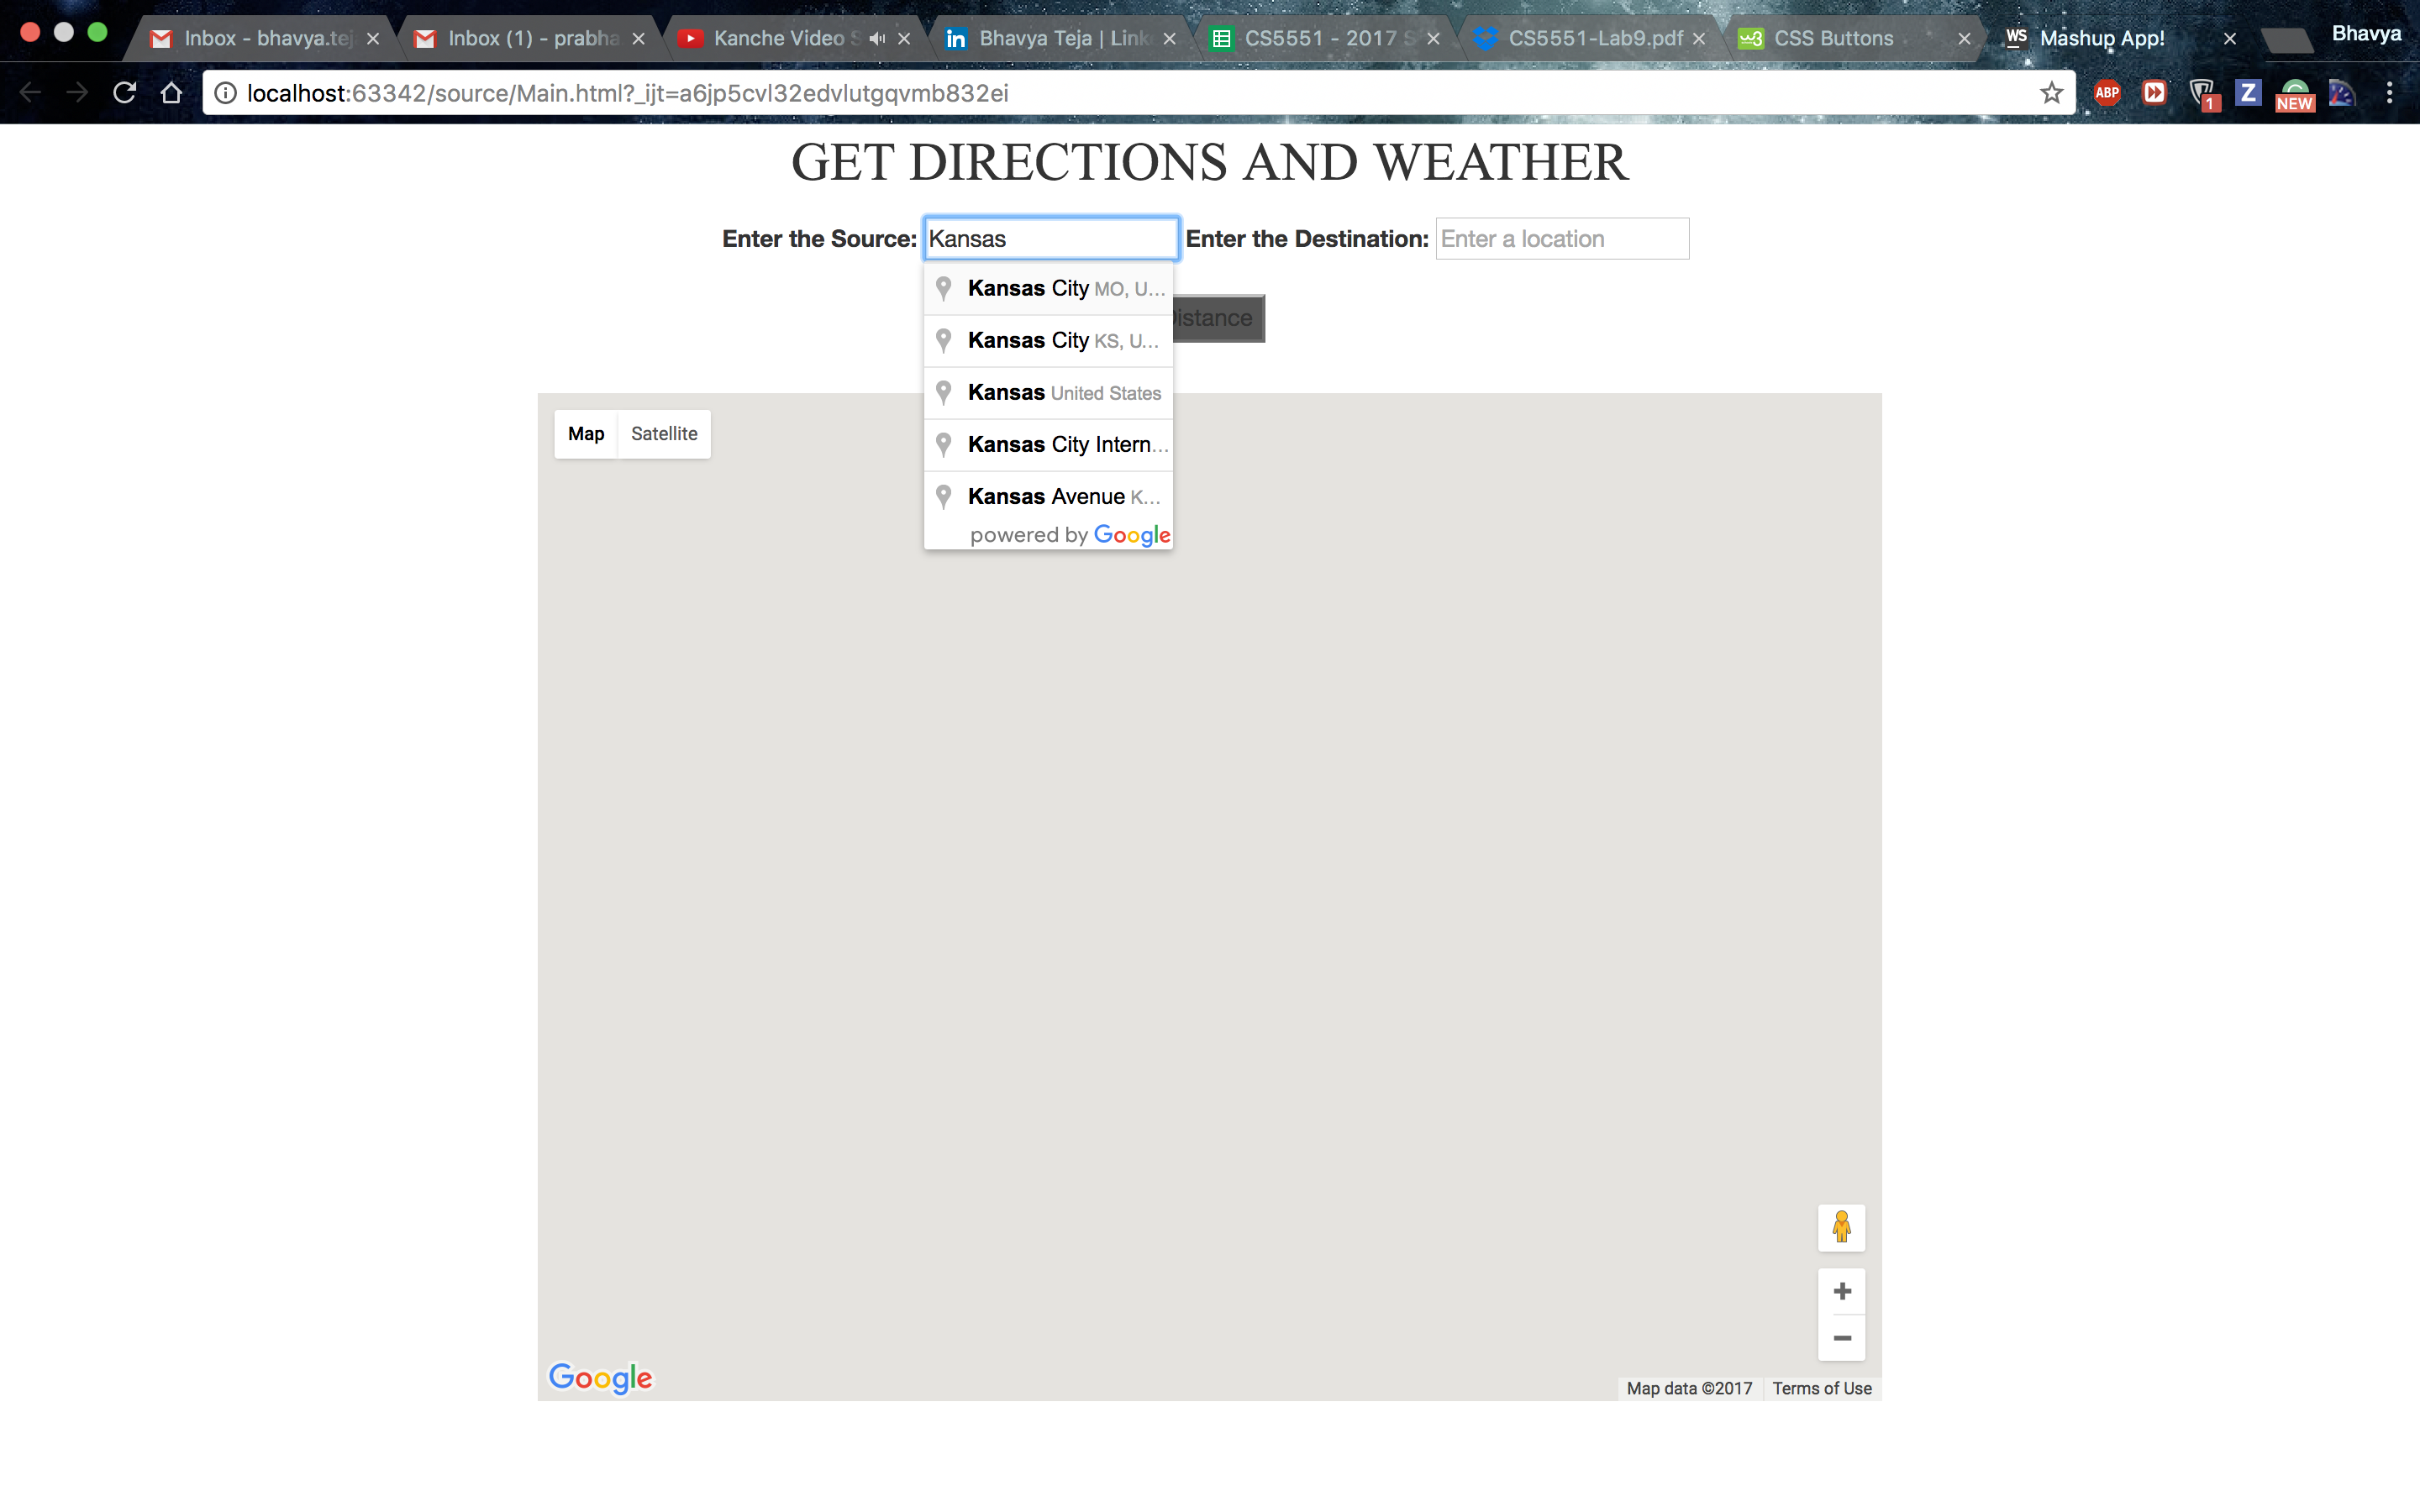 Inbox - bhavya.tej
Inbox (1) - prabha
Kanche Video S
Bhavya Teja | Link
CS5551 - 2017 S
CS5551-Lab9.pdf
CSS Buttons
WS Mashup App!
Bhavya
localhost:63342/source/Main.html?_ijt=a6jp5cvl32edvlutgqvmb832ei
ABP
1
Z
NEW
GET DIRECTIONS AND WEATHER
Enter the Source: Kansas Enter the Destination: Enter a location
Kansas City MO, U...
istance
Kansas City KS, U...
Kansas United States
Kansas City Intern...
Kansas Avenue K...
powered by Google
Map Satellite
Google
Map data ©2017 Terms of Use